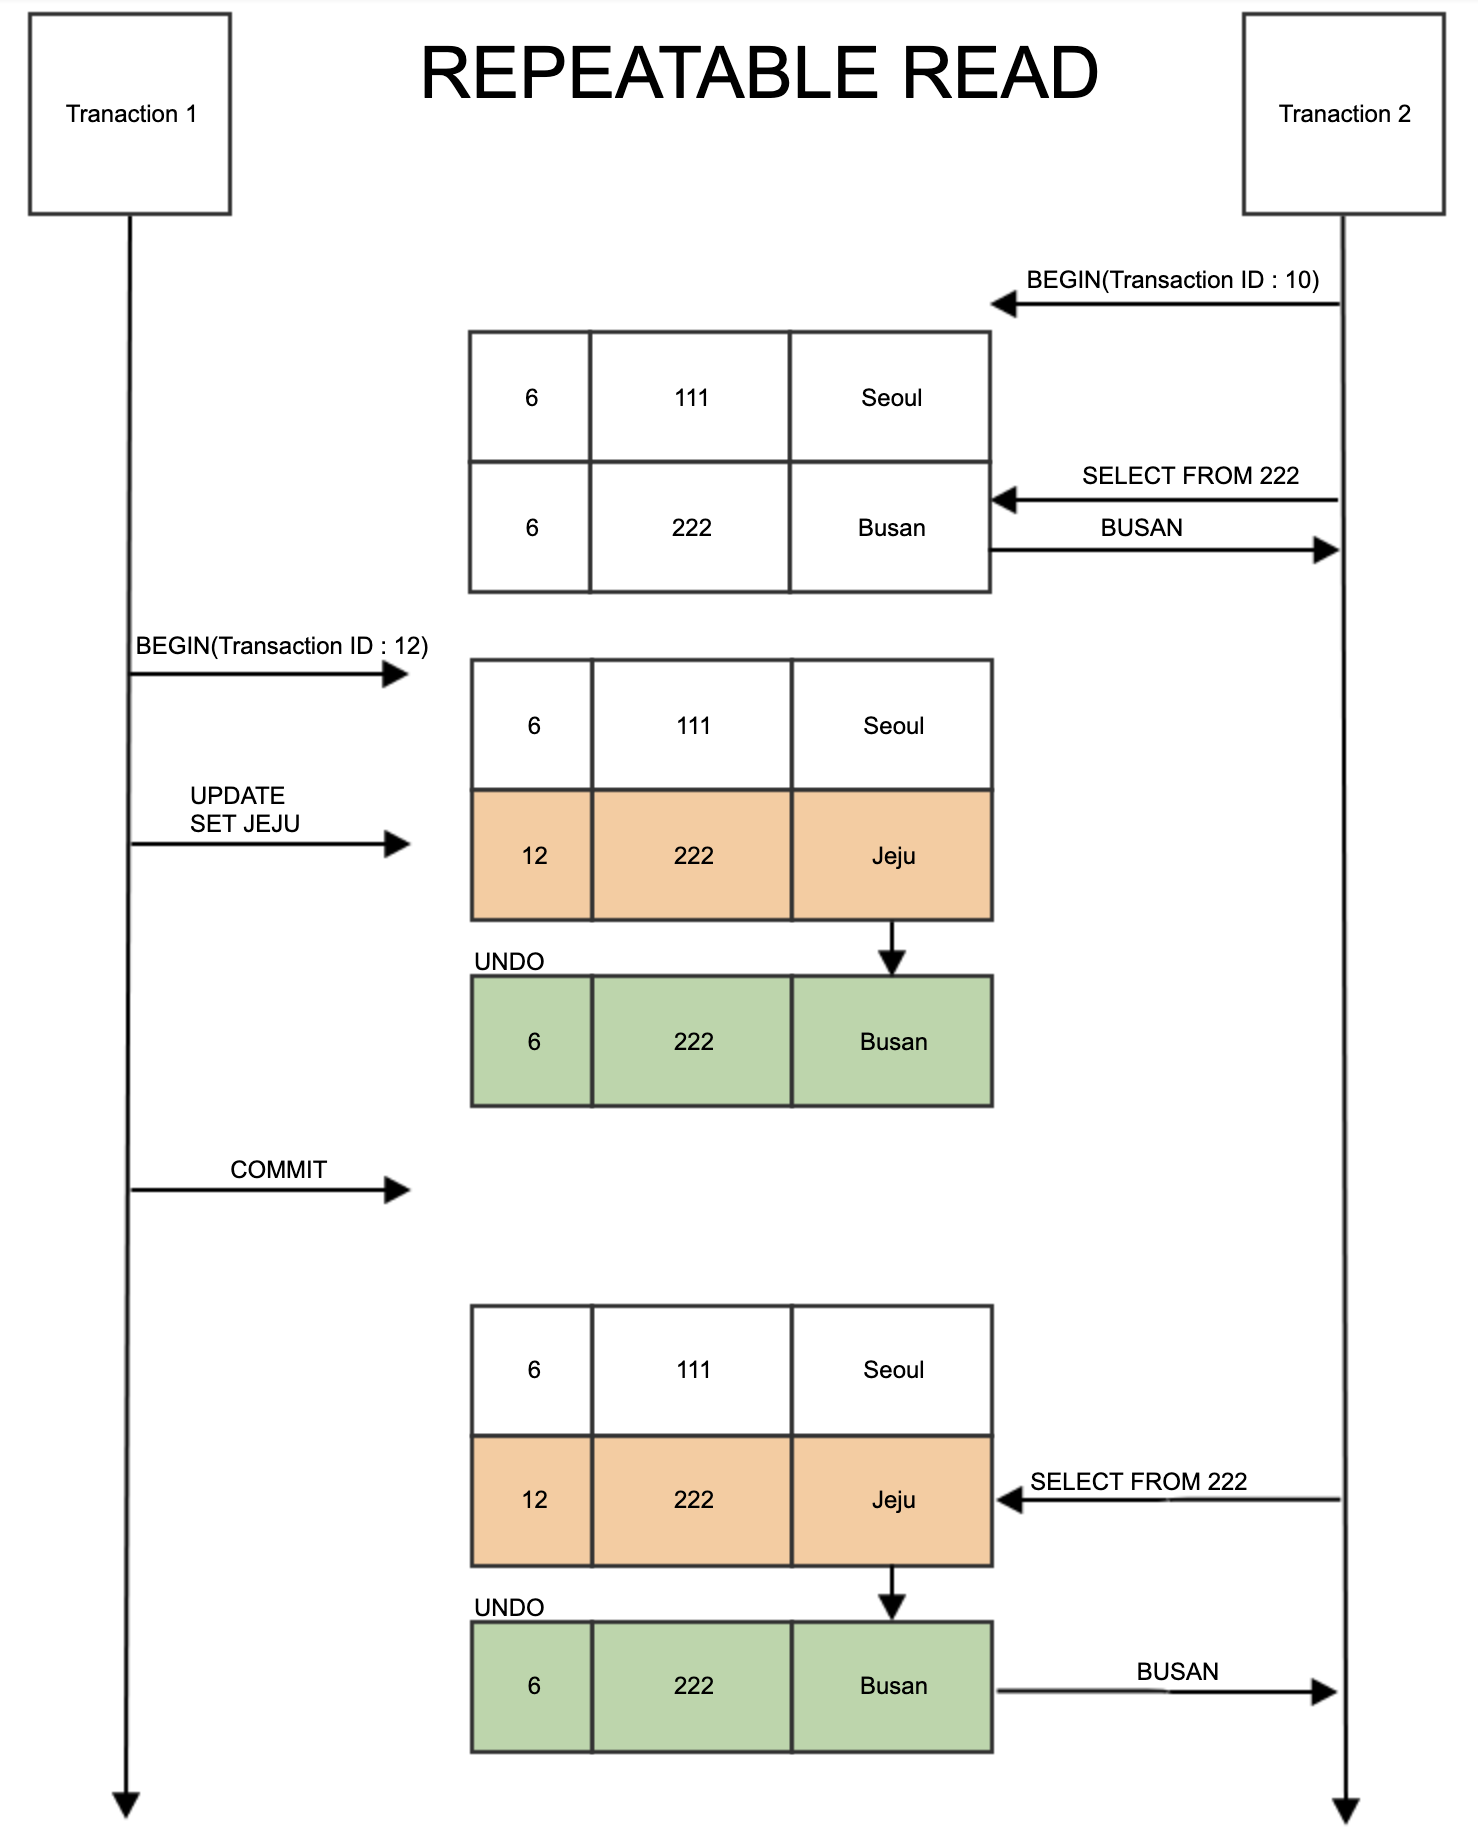 Tranaction 1
REPEATABLE READ
Tranaction 2
BEGIN(Transaction ID : 10)
6 111 Seoul
SELECT FROM 222
6 222 Busan
BUSAN
BEGIN(Transaction ID : 12)
6 111 Seoul
UPDATE
SET JEJU
12 222 Jeju
UNDO
6 222 Busan
COMMIT
6 111 Seoul
12 222 Jeju
SELECT FROM 222
UNDO
6 222 Busan
BUSAN